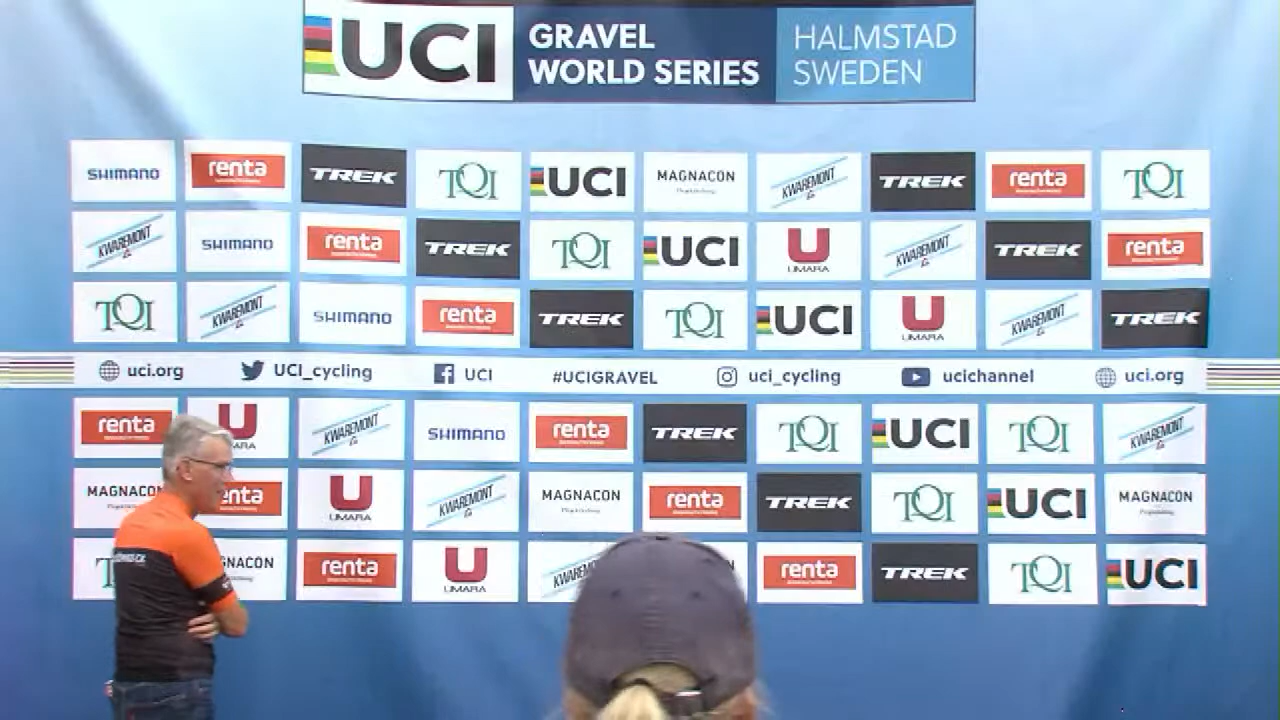 UCI GRAVEL WORLD SERIES HALMSTAD SWEDEN
SHIMANO renta TREK TQI UCI MAGNACON KWAREMONT TREK renta TQI
KWAREMONT SHIMANO renta TREK TQI UCI UMARA KWAREMONT TREK renta
TQI KWAREMONT SHIMANO renta TREK TQI UCI UMARA KWAREMONT TREK
uci.org UCI_cycling UCI #UCIGRAVEL uci_cycling ucichannel uci.org
renta UMARA KWAREMONT SHIMANO renta TREK TQI UCI TQI KWAREMONT
MAGNACON renta UMARA KWAREMONT MAGNACON renta TREK TQI UCI MAGNACON
MAGNACON renta UMARA KWAREMONT renta TREK TQI UCI